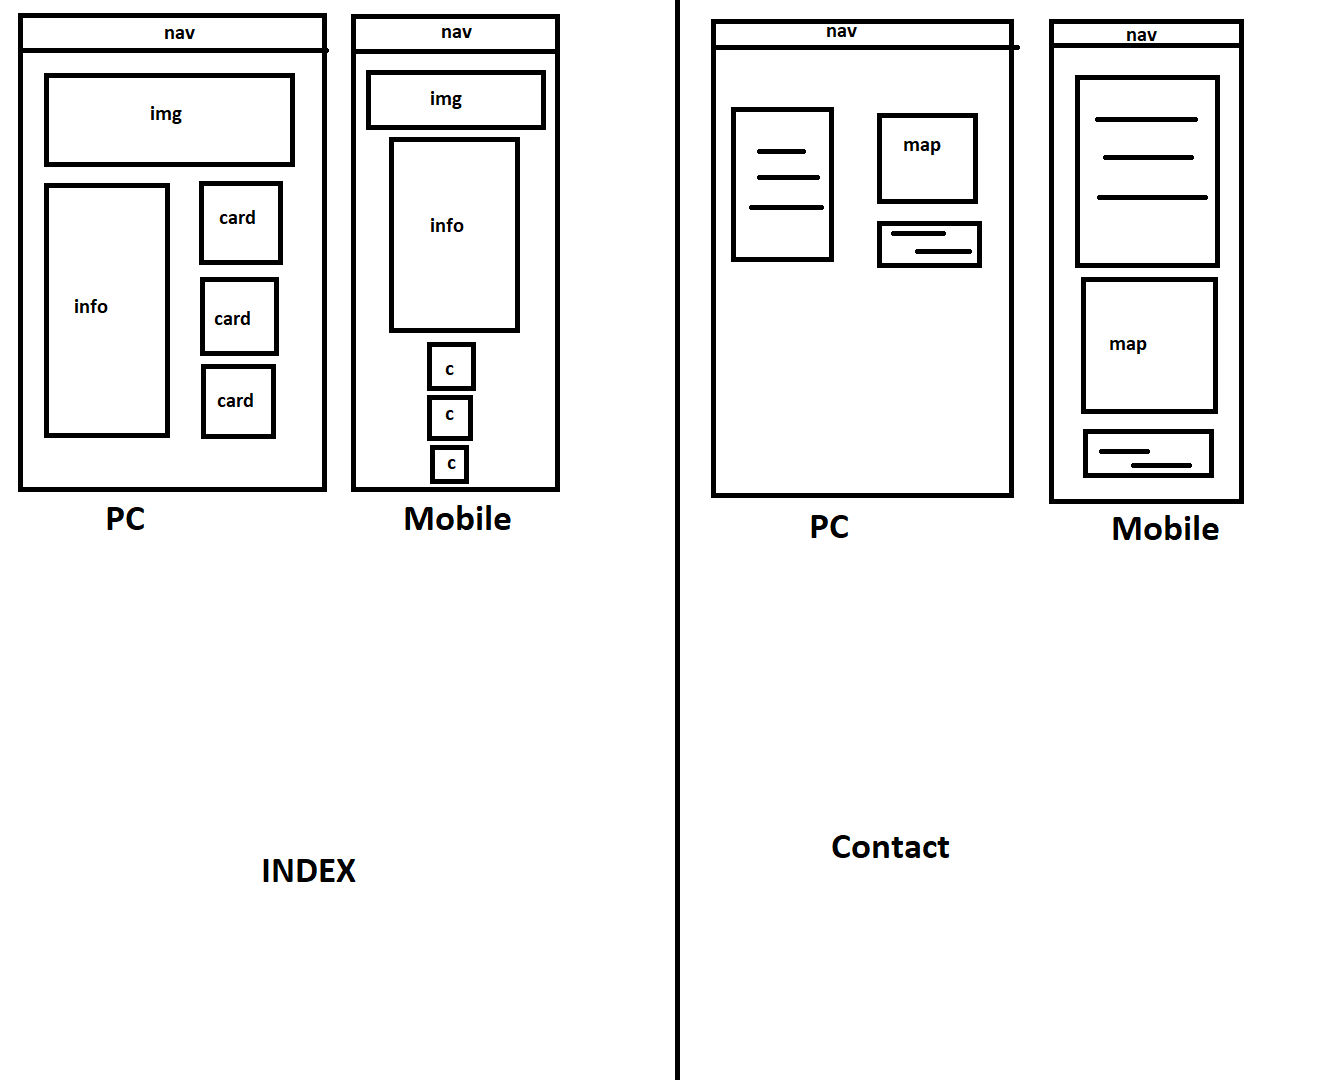 nav
img
info
card
card
card
PC
nav
img
info
c
c
c
Mobile
INDEX
nav
map
PC
nav
map
Mobile
Contact